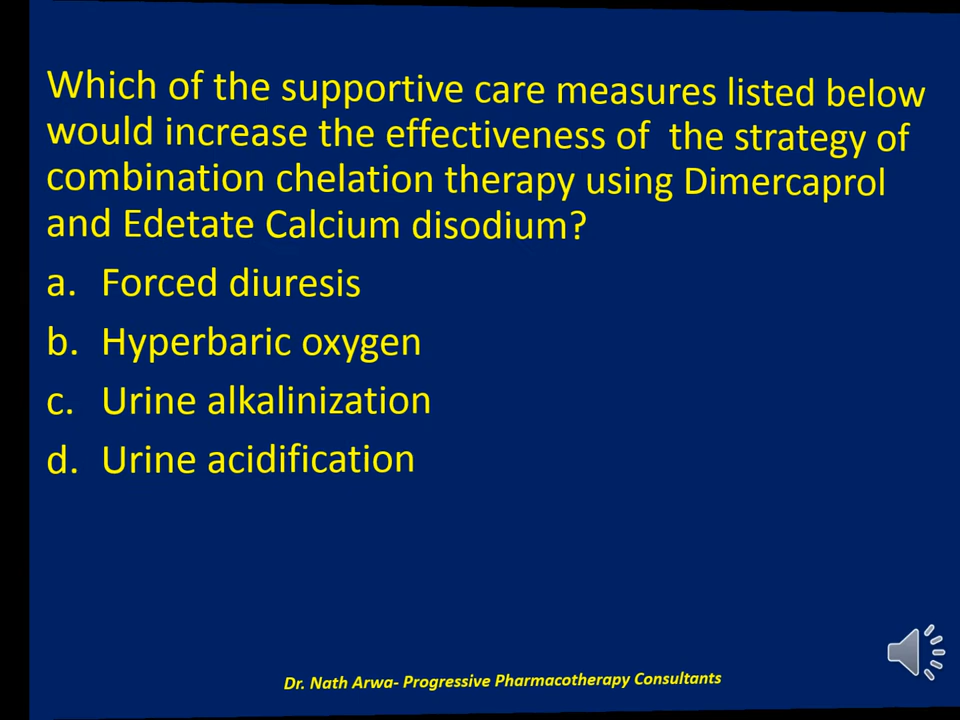 Which of the supportive care measures listed below
would increase the effectiveness of the strategy of
combination chelation therapy using Dimercaprol
and Edetate Calcium disodium?
a. Forced diuresis
b. Hyperbaric oxygen
c. Urine alkalinization
d. Urine acidification
Dr. Nath Arwa- Progressive Pharmacotherapy Consultants